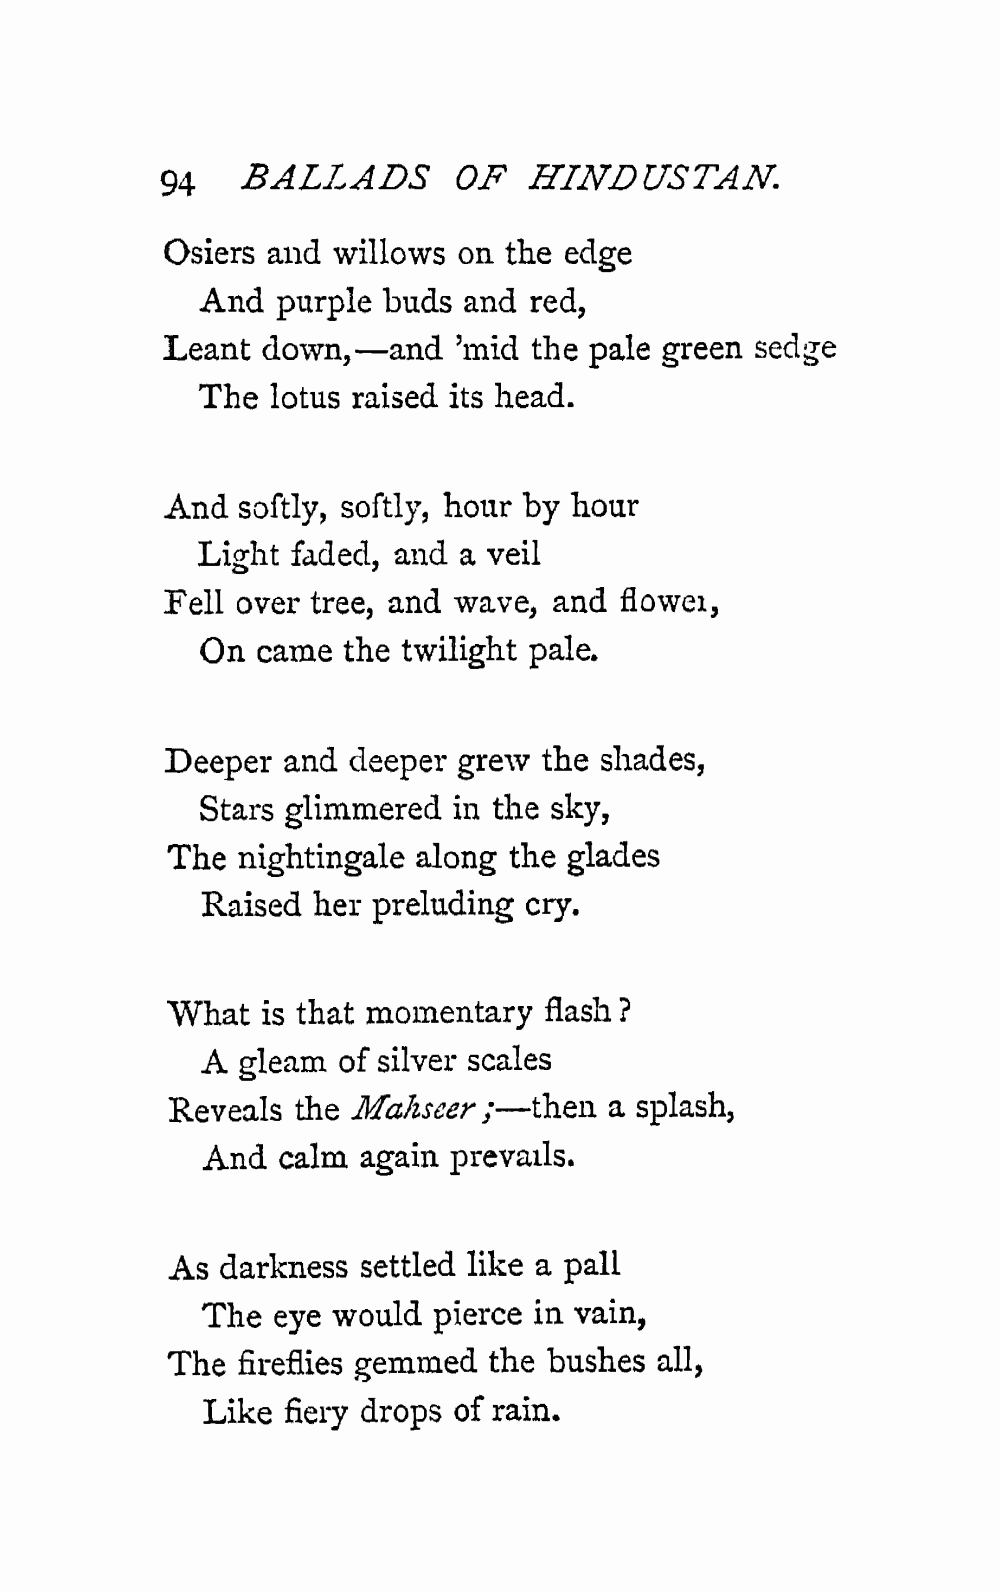 94 BALLADS OF HINDUSTAN.
Osiers and willows on the edge
And purple buds and red,
Leant down,—and ’mid the pale green sedge
The lotus raised its head.
And softly, softly, hour by hour
Light faded, and a veil
Fell over tree, and wave, and flower,
On came the twilight pale.
Deeper and deeper grew the shades,
Stars glimmered in the sky,
The nightingale along the glades
Raised her preluding cry.
What is that momentary flash?
A gleam of silver scales
Reveals the Mahseer;—then a splash,
And calm again prevails.
As darkness settled like a pall
The eye would pierce in vain,
The fireflies gemmed the bushes all,
Like fiery drops of rain.